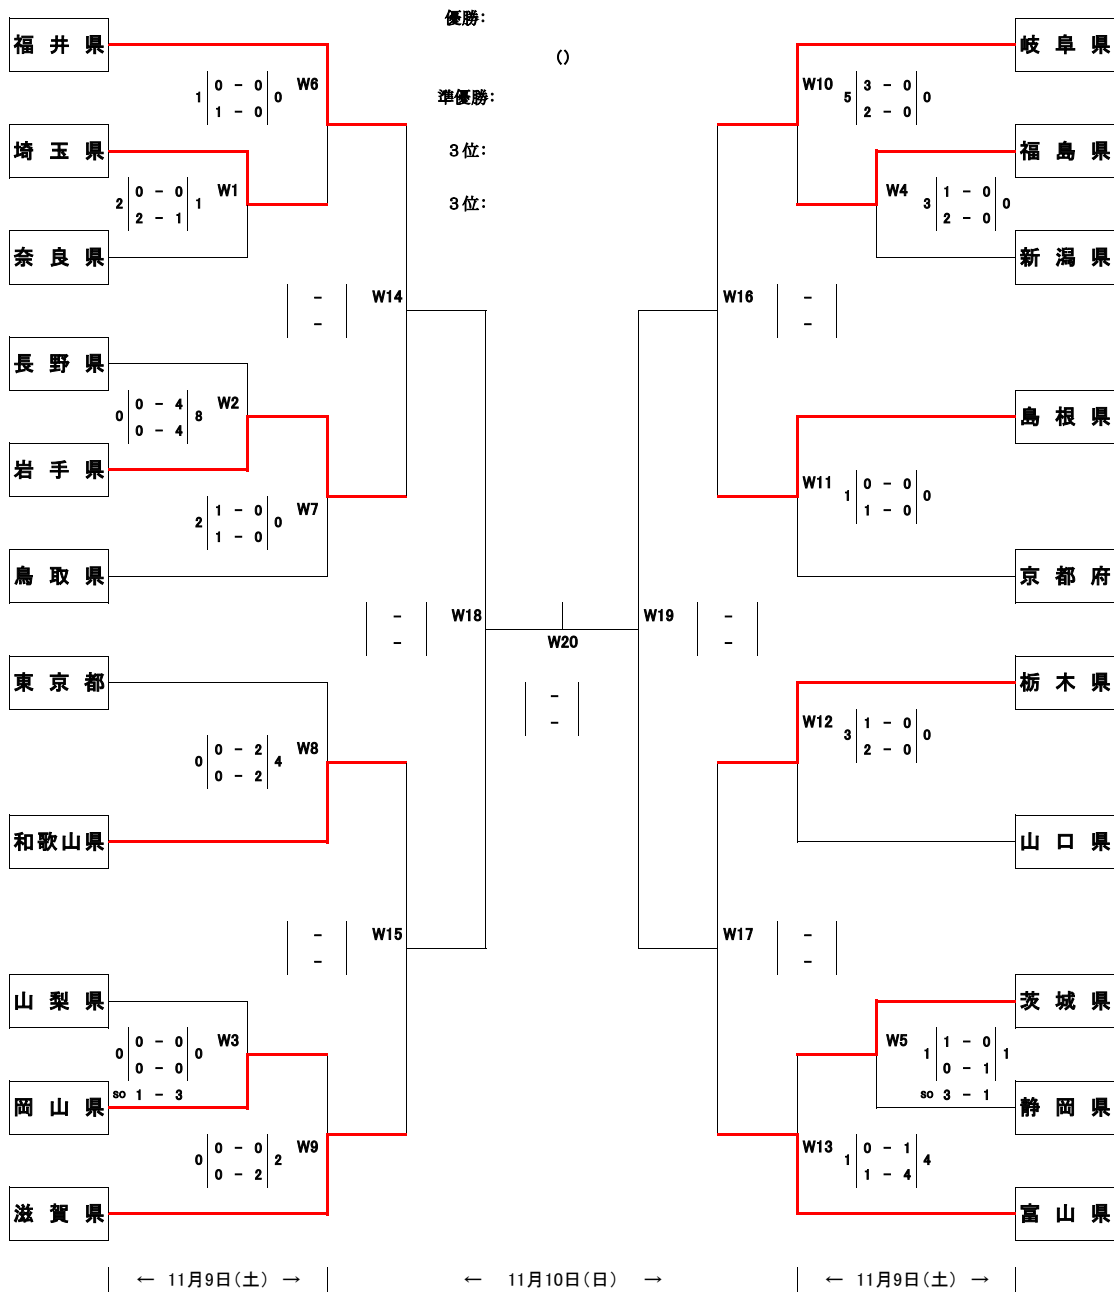 優勝：
福井県
岐阜県
()
W6
1 0 - 0 0
1 - 0
W10
5 3 - 0 0
2 - 0
準優勝：
埼玉県
３位：
福島県
W1
2 0 - 0 1
2 - 1
W4
3 1 - 0 0
2 - 0
３位：
奈良県
新潟県
-
-
W14
W16
-
-
長野県
W2
0 0 - 4 8
0 - 4
島根県
岩手県
W11
1 0 - 0 0
1 - 0
W7
2 1 - 0 0
1 - 0
鳥取県
京都府
-
-
W18
W19
-
-
W20
-
-
東京都
栃木県
W8
0 0 - 2 4
0 - 2
W12
3 1 - 0 0
2 - 0
和歌山県
山口県
-
-
W15
W17
-
-
山梨県
茨城県
W3
0 0 - 0 0
0 - 0
so 1 - 3
W5
1 1 - 0 1
0 - 1
so 3 - 1
岡山県
静岡県
W9
0 0 - 0 2
0 - 2
W13
1 0 - 1 4
1 - 4
滋賀県
富山県
← 11月9日（土） →
← 11月10日（日） →
← 11月9日（土） →